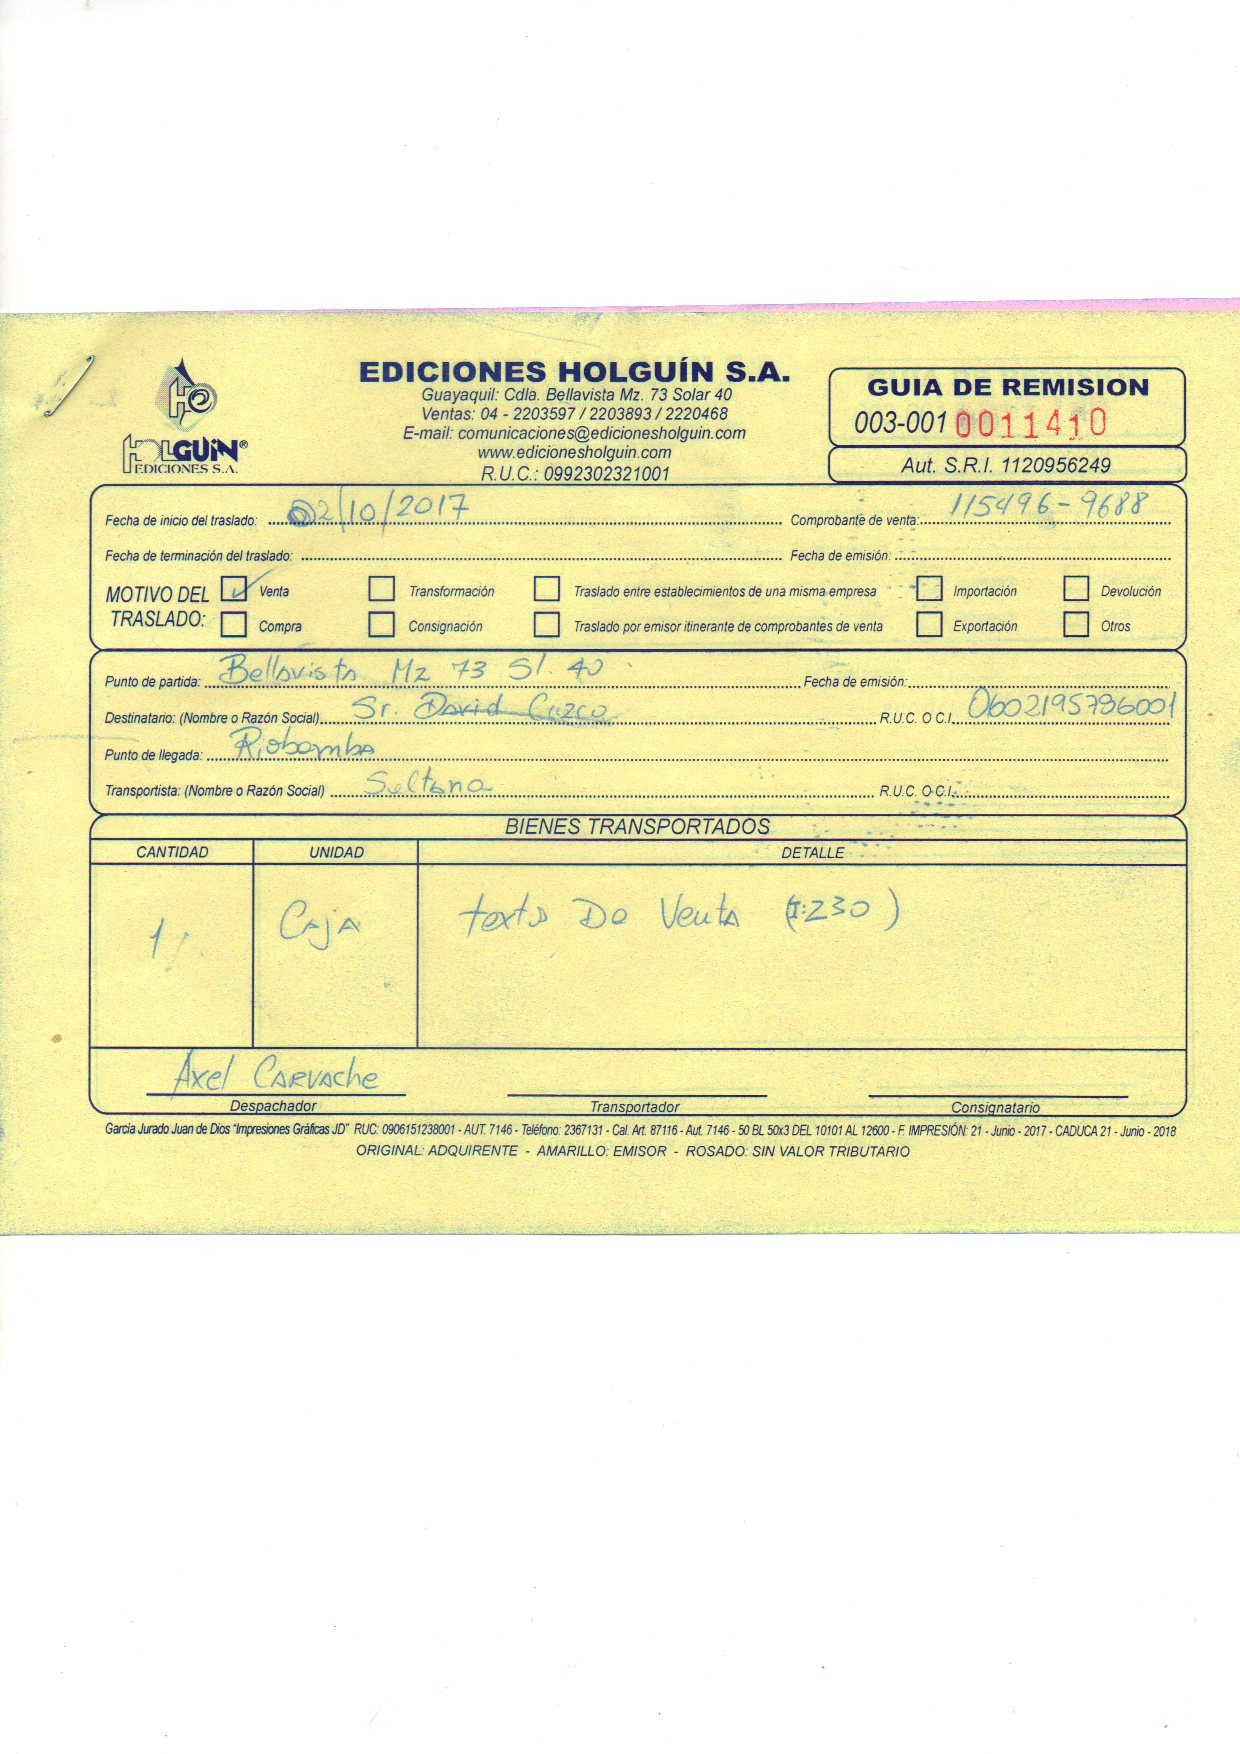 HOLGUÍN®
EDICIONES S.A.
EDICIONES HOLGUÍN S.A.
Guayaquil: Cdla. Bellavista Mz. 73 Solar 40
Ventas: 04 - 2203597 / 2203893 / 2220468
E-mail: comunicaciones@edicionesholguin.com
www.edicionesholguin.com
R.U.C.: 0992302321001
GUIA DE REMISION
003-001 0011410
Aut. S.R.I. 1120956249
Fecha de inicio del traslado: 02/10/2017 Comprobante de venta: 115496-9688
Fecha de terminación del traslado: Fecha de emisión:
MOTIVO DEL TRASLADO:
Venta Transformación Traslado entre establecimientos de una misma empresa Importación Devolución
Compra Consignación Traslado por emisor itinerante de comprobantes de venta Exportación Otros
Punto de partida: Bellavista Mz 73 Sl. 40 Fecha de emisión:
Destinatario: (Nombre o Razón Social) Sr. David Cuzco R.U.C. O C.I. 0602195796001
Punto de llegada: Riobamba
Transportista: (Nombre o Razón Social) Sultana R.U.C. O C.I.
BIENES TRANSPORTADOS
CANTIDAD UNIDAD DETALLE
1 Caja texto De Venta (I:230)
Axel Carvache
Despachador Transportador Consignatario
García Jurado Juan de Dios "Impresiones Gráficas JD" RUC: 0906151238001 - AUT. 7146 - Teléfono: 2367131 - Cal. Art. 87116 - Aut. 7146 - 50 BL 50x3 DEL 10101 AL 12600 - F. IMPRESIÓN: 21 - Junio - 2017 - CADUCA 21 - Junio - 2018
ORIGINAL: ADQUIRENTE - AMARILLO: EMISOR - ROSADO: SIN VALOR TRIBUTARIO